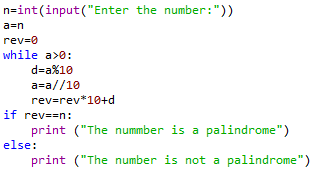 n=int(input("Enter the number:"))
a=n
rev=0
while a>0:
    d=a%10
    a=a//10
    rev=rev*10+d
if rev==n:
    print ("The nummber is a palindrome")
else:
    print ("The number is not a palindrome")